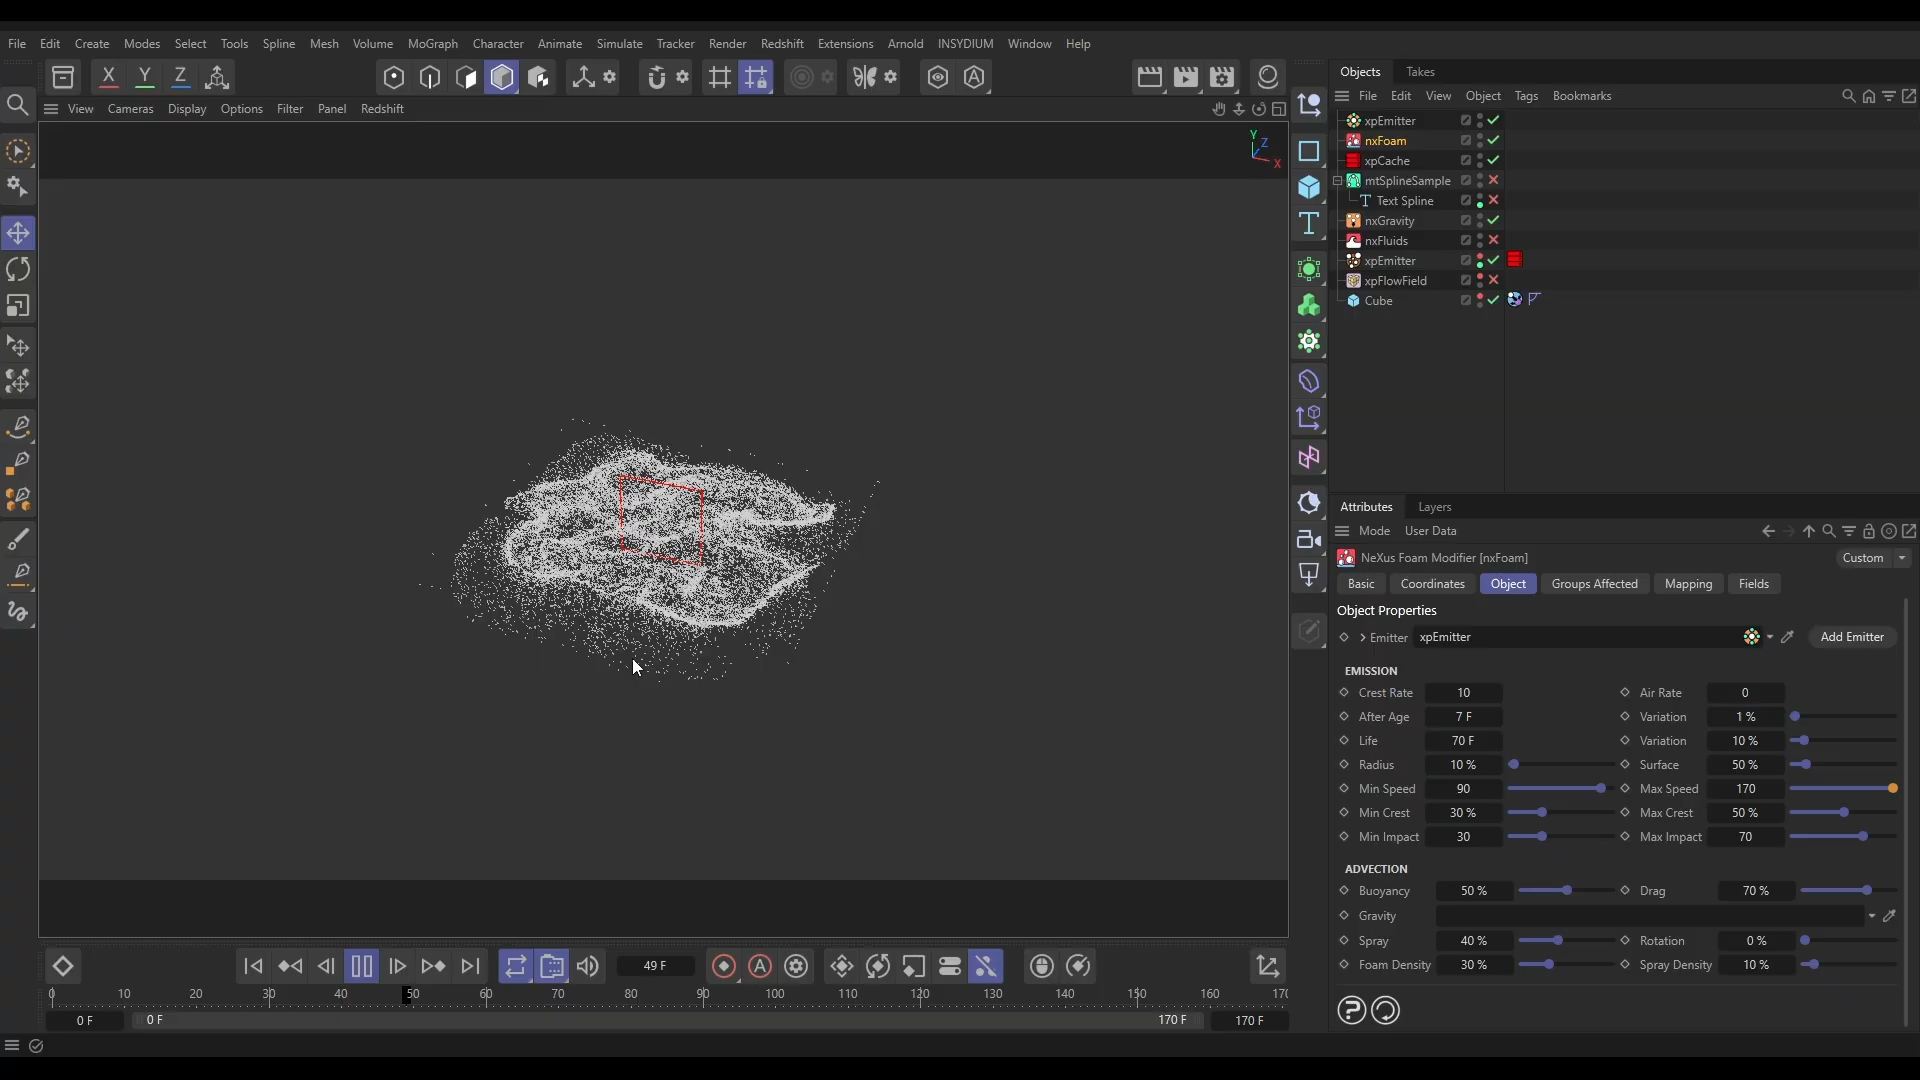 File Edit Create Modes Select Tools Spline Mesh Volume MoGraph Character Animate Simulate Tracker Render Redshift Extensions Arnold INSYDIUM Window Help
X Y Z
View Cameras Display Options Filter Panel Redshift
Y
Z
X
T
Objects Takes
File Edit View Object Tags Bookmarks
xpEmitter
nxFoam
xpCache
mtSplineSample
Text Spline
nxGravity
nxFluids
xpEmitter
xpFlowField
Cube
Attributes Layers
Mode User Data
NeXus Foam Modifier [nxFoam] Custom
Basic Coordinates Object Groups Affected Mapping Fields
Object Properties
Emitter xpEmitter Add Emitter
EMISSION
Crest Rate 10 Air Rate 0
After Age 7 F Variation 1 %
Life 70 F Variation 10 %
Radius 10 % Surface 50 %
Min Speed 90 Max Speed 170
Min Crest 30 % Max Crest 50 %
Min Impact 30 Max Impact 70
ADVECTION
Buoyancy 50 % Drag 70 %
Gravity
Spray 40 % Rotation 0 %
Foam Density 30 % Spray Density 10 %
49 F
0 10 20 30 40 50 60 70 80 90 100 110 120 130 140 150 160 170
0 F 0 F 170 F 170 F